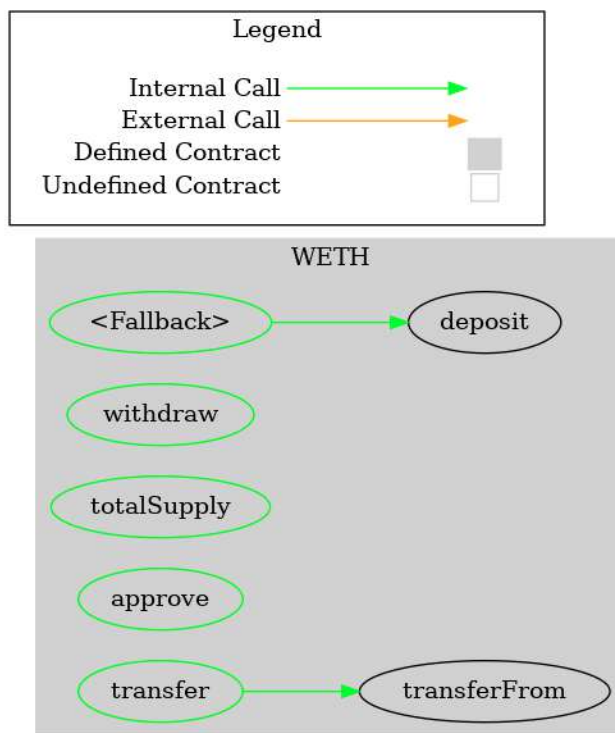 Legend
Internal Call
External Call
Defined Contract
Undefined Contract
WETH
<Fallback> deposit
withdraw
totalSupply
approve
transfer transferFrom